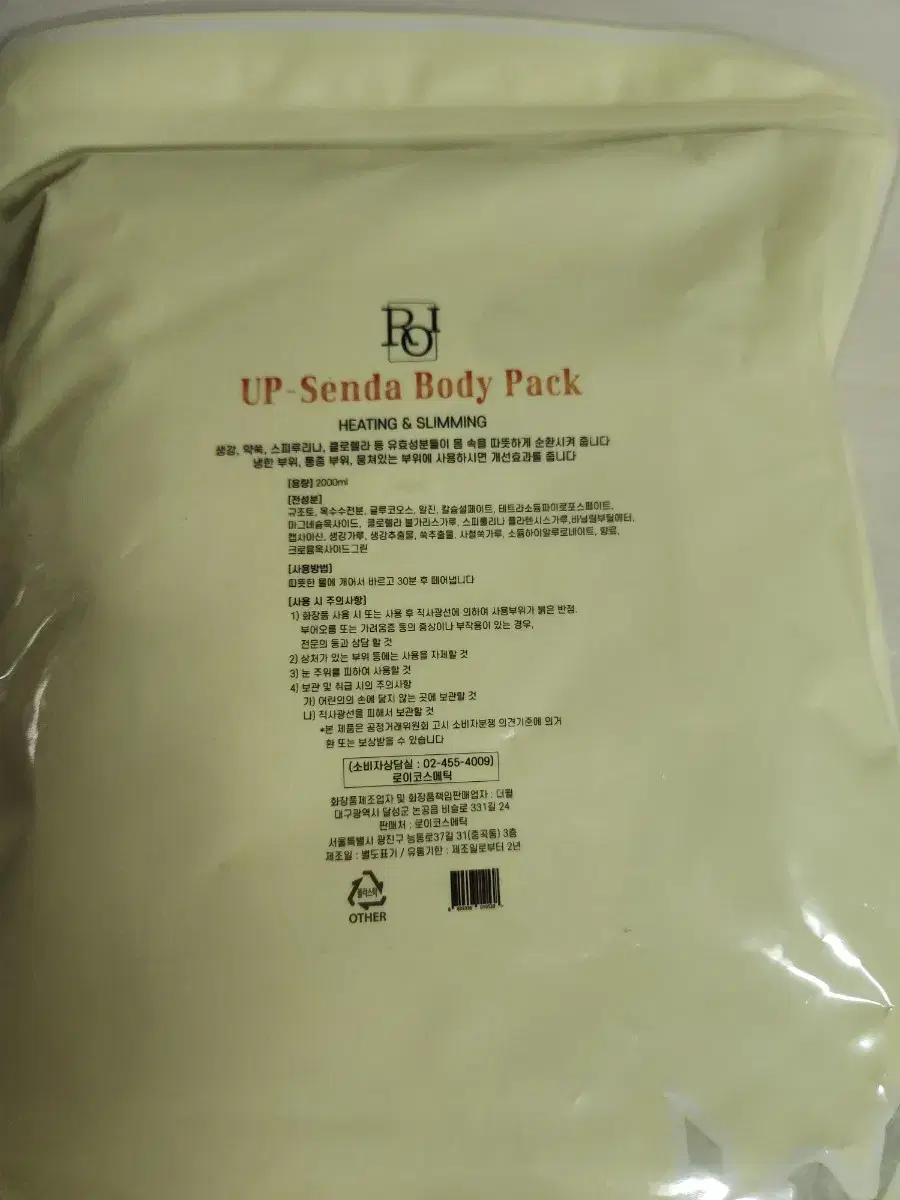 ROI
UP-Senda Body Pack
HEATING & SLIMMING
생강, 약쑥, 스피루리나, 클로렐라 등 유효성분들이 몸 속을 따뜻하게 순환시켜 줍니다
냉한 부위, 통증 부위, 뭉쳐있는 부위에 사용하시면 개선효과를 줍니다
[용량] 2000ml
[전성분]
규조토, 옥수수전분, 글루코오스, 알진, 칼슘설페이트, 테트라소듐파이로포스페이트,
마그네슘옥사이드, 클로렐라 불가리스가루, 스피룰리나 플라텐시스가루,바닐릴부틸에터,
캡사이신, 생강가루, 생강추출물, 쑥추출물, 사철쑥가루, 소듐하이알루로네이트, 향료,
크로뮴옥사이드그린
[사용방법]
따뜻한 물에 개어서 바르고 30분 후 떼어냅니다
[사용 시 주의사항]
1) 화장품 사용 시 또는 사용 후 직사광선에 의하여 사용부위가 붉은 반점,
부어오름 또는 가려움증 등의 증상이나 부작용이 있는 경우,
전문의 등과 상담 할 것
2) 상처가 있는 부위 등에는 사용을 자제할 것
3) 눈 주위를 피하여 사용할 것
4) 보관 및 취급 시의 주의사항
가) 어린의의 손에 닿지 않는 곳에 보관할 것
나) 직사광선을 피해서 보관할 것
*본 제품은 공정거래위원회 고시 소비자분쟁 의견기준에 의거
환 또는 보상받을 수 있습니다
(소비자상담실 : 02-455-4009)
로이코스메틱
화장품제조업자 및 화장품책임판매업자 : 더퀄
대구광역시 달성군 논공읍 비슬로 331길 24
판매처 : 로이코스메틱
서울특별시 광진구 능동로37길 31(중곡동) 3층
제조일 : 별도표기 / 유통기한 : 제조일로부터 2년
플라스틱
OTHER